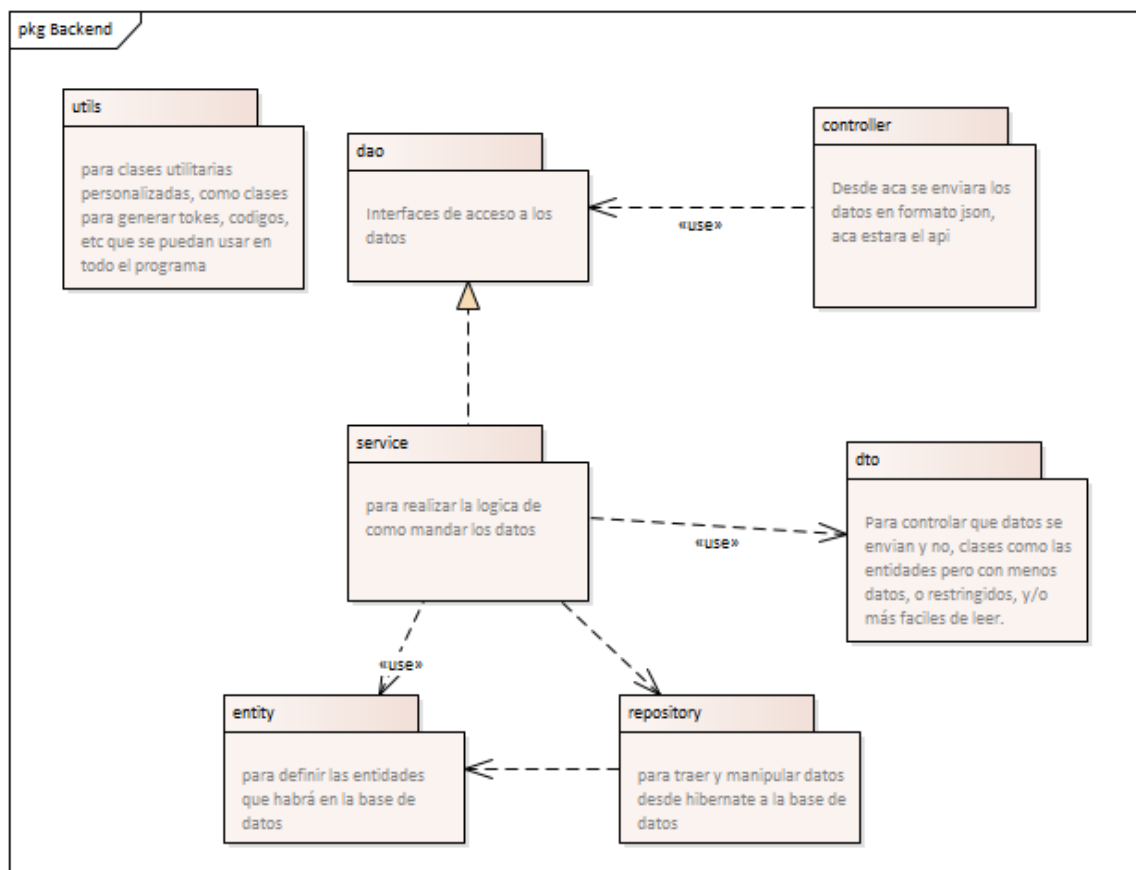 pkg Backend
utils
para clases utilitarias
personalizadas, como clases
para generar tokes, codigos,
etc que se puedan usar en
todo el programa
dao
Interfaces de acceso a los
datos
controller
Desde aca se enviara los
datos en formato json,
aca estara el api
«use»
service
para realizar la logica de
como mandar los datos
«use»
dto
Para controlar que datos se
envian y no, clases como las
entidades pero con menos
datos, o restringidos, y/o
más faciles de leer.
«use»
entity
para definir las entidades
que habrá en la base de
datos
repository
para traer y manipular datos
desde hibernate a la base de
datos